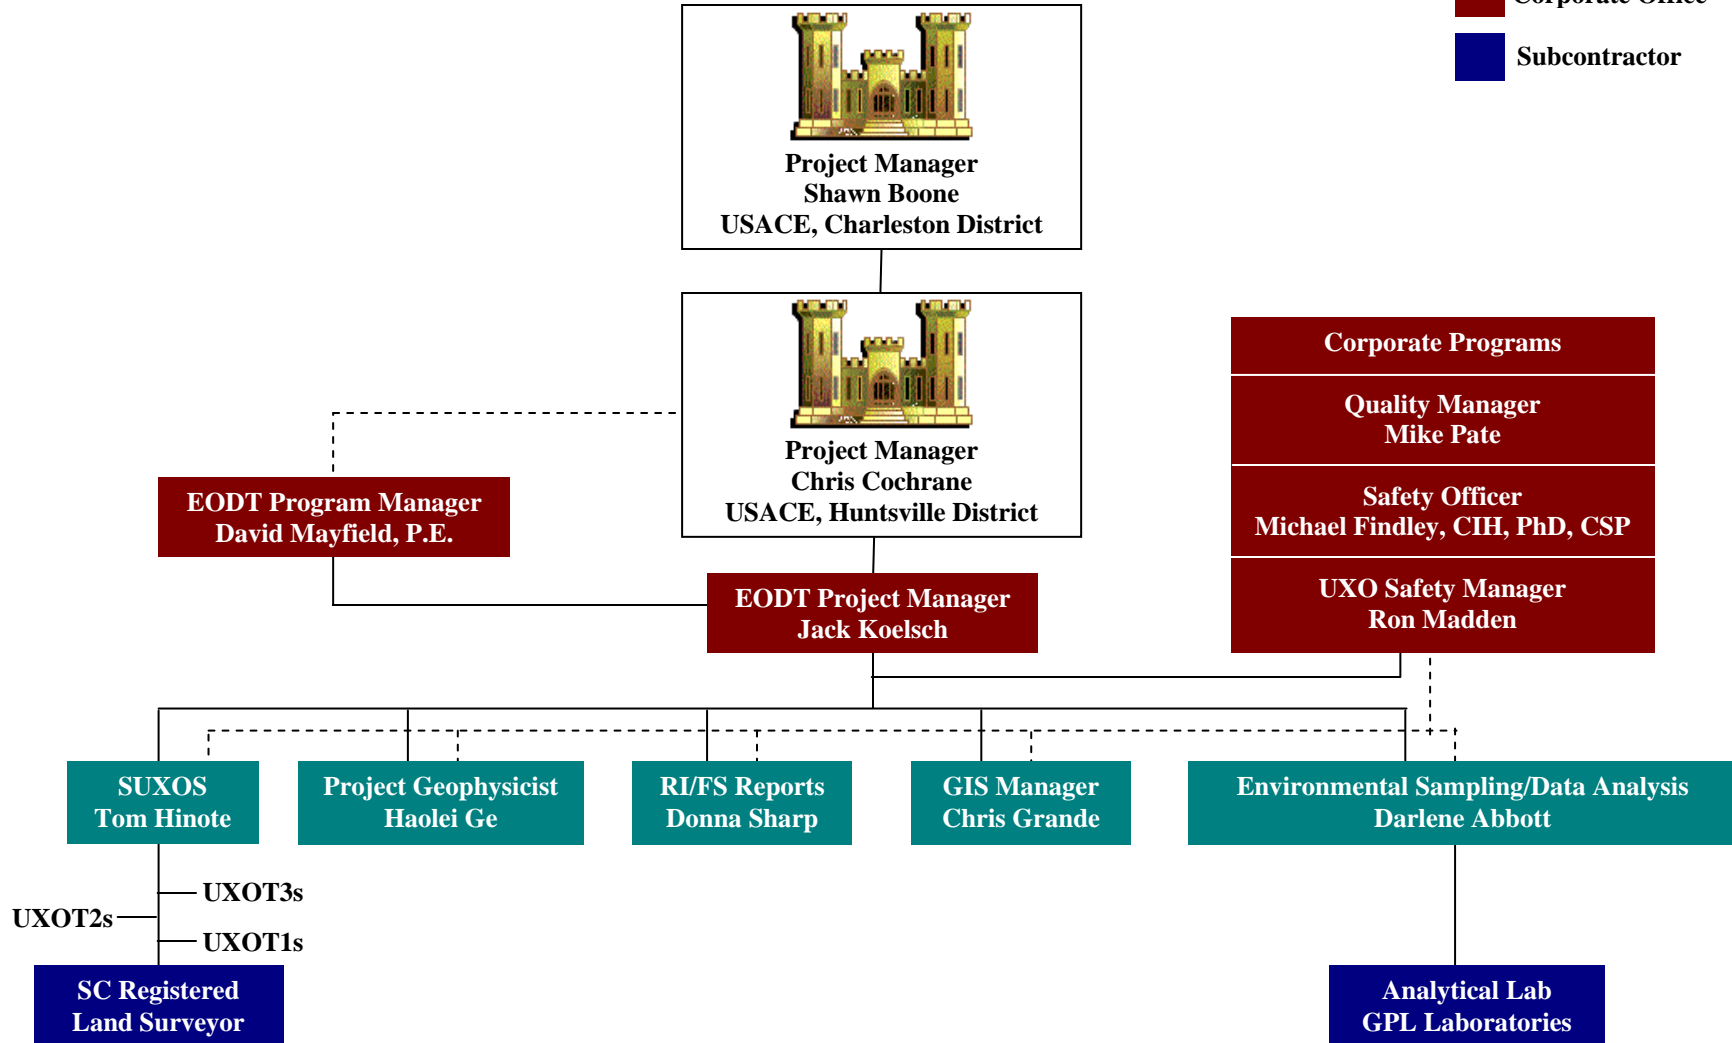 Corporate Office
Subcontractor
Project Manager
Shawn Boone
USACE, Charleston District
Project Manager
Chris Cochrane
USACE, Huntsville District
Corporate Programs
Quality Manager
Mike Pate
Safety Officer
Michael Findley, CIH, PhD, CSP
UXO Safety Manager
Ron Madden
EODT Program Manager
David Mayfield, P.E.
EODT Project Manager
Jack Koelsch
SUXOS
Tom Hinote
Project Geophysicist
Haolei Ge
RI/FS Reports
Donna Sharp
GIS Manager
Chris Grande
Environmental Sampling/Data Analysis
Darlene Abbott
UXOT3s
UXOT2s
UXOT1s
SC Registered
Land Surveyor
Analytical Lab
GPL Laboratories